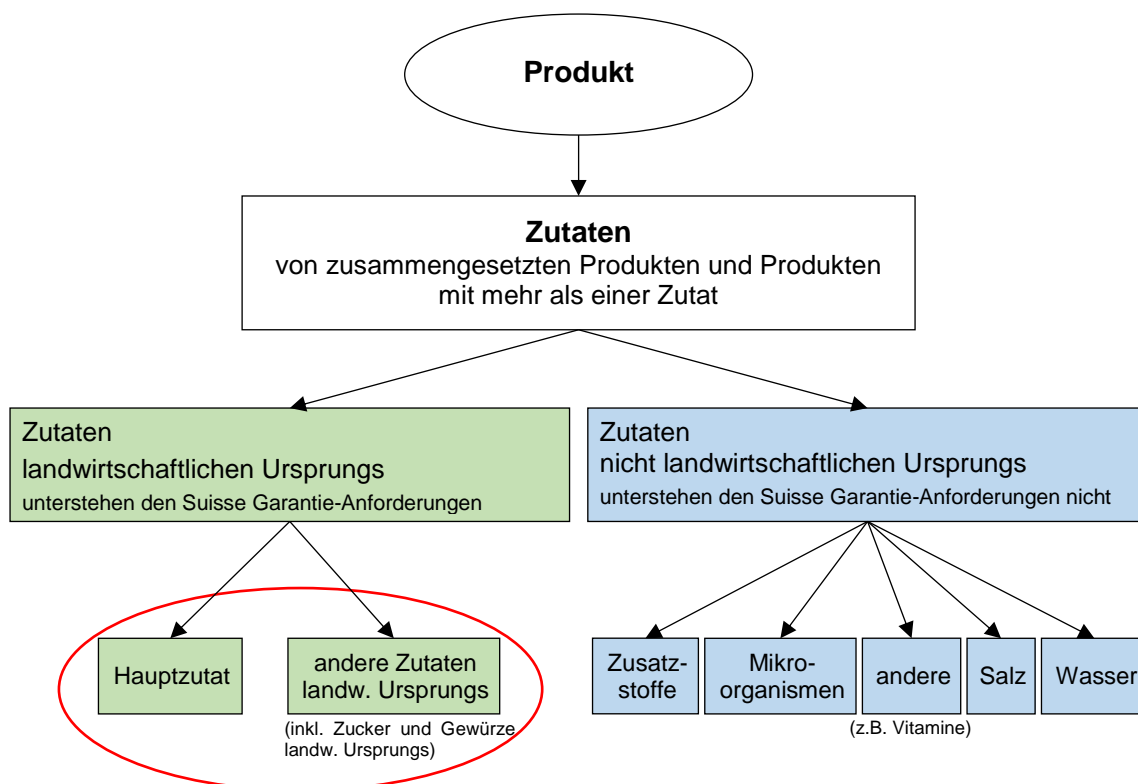 Produkt
Zutaten
von zusammengesetzten Produkten und Produkten
mit mehr als einer Zutat
Zutaten
landwirtschaftlichen Ursprungs
unterstehen den Suisse Garantie-Anforderungen
Zutaten
nicht landwirtschaftlichen Ursprungs
unterstehen den Suisse Garantie-Anforderungen nicht
Hauptzutat
andere Zutaten
landw. Ursprungs
(inkl. Zucker und Gewürze
landw. Ursprungs)
Zusatz-
stoffe
Mikro-
organismen
andere
(z.B. Vitamine)
Salz
Wasser